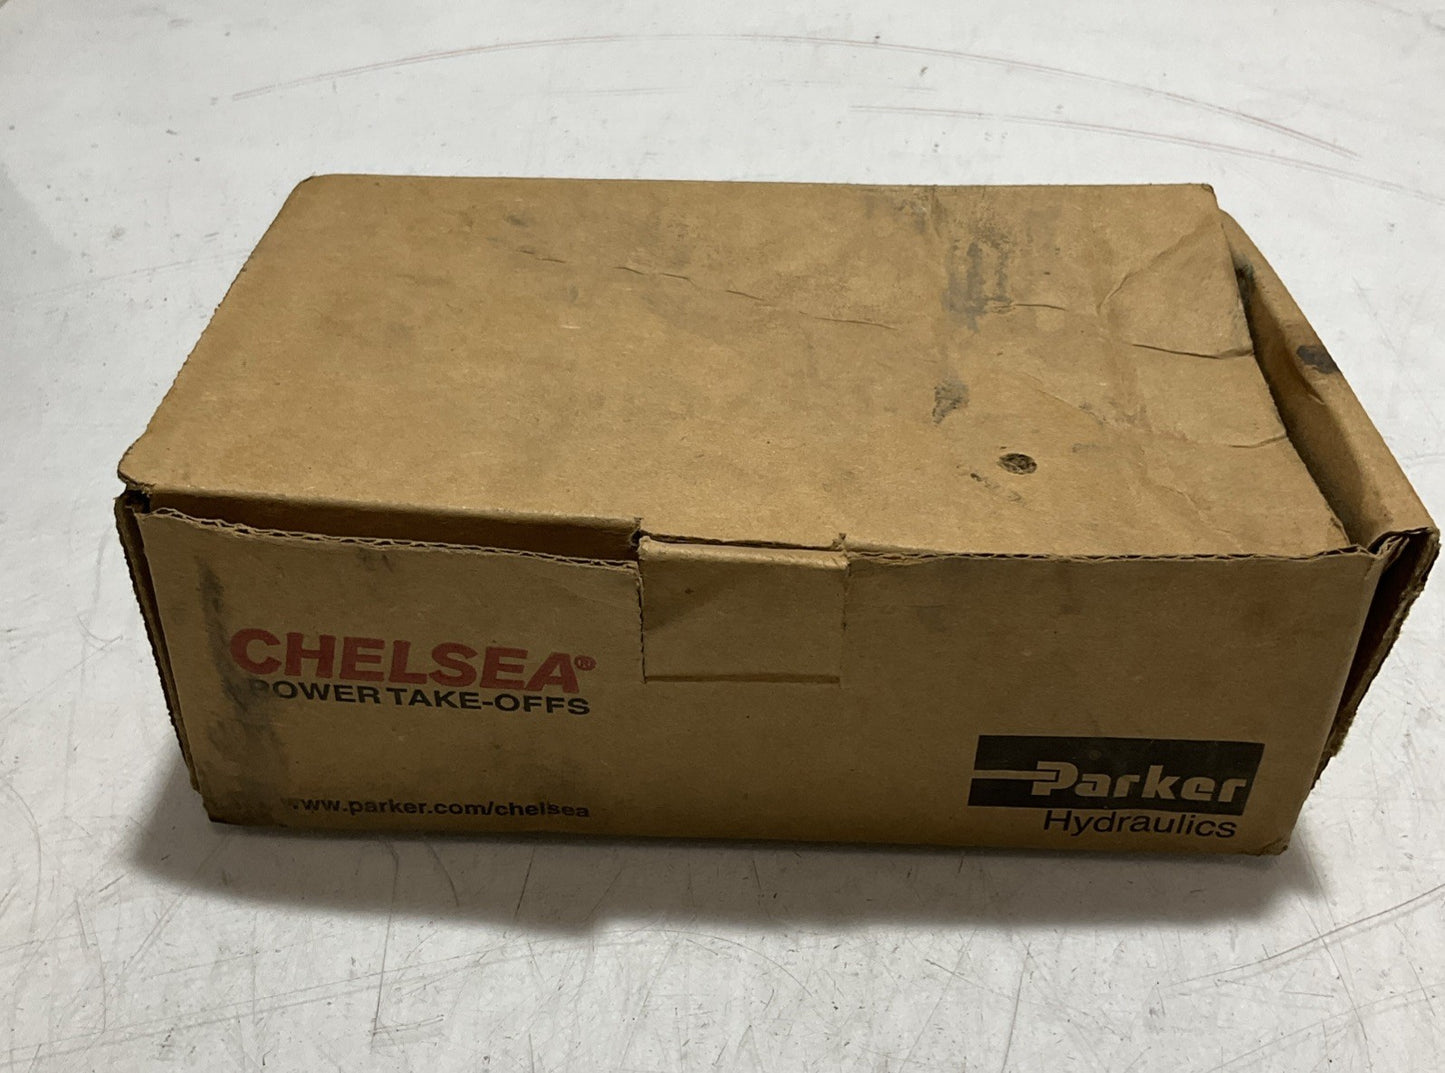 CHELSEA®
POWER TAKE-OFFS
www.parker.com/chelsea
Parker
Hydraulics